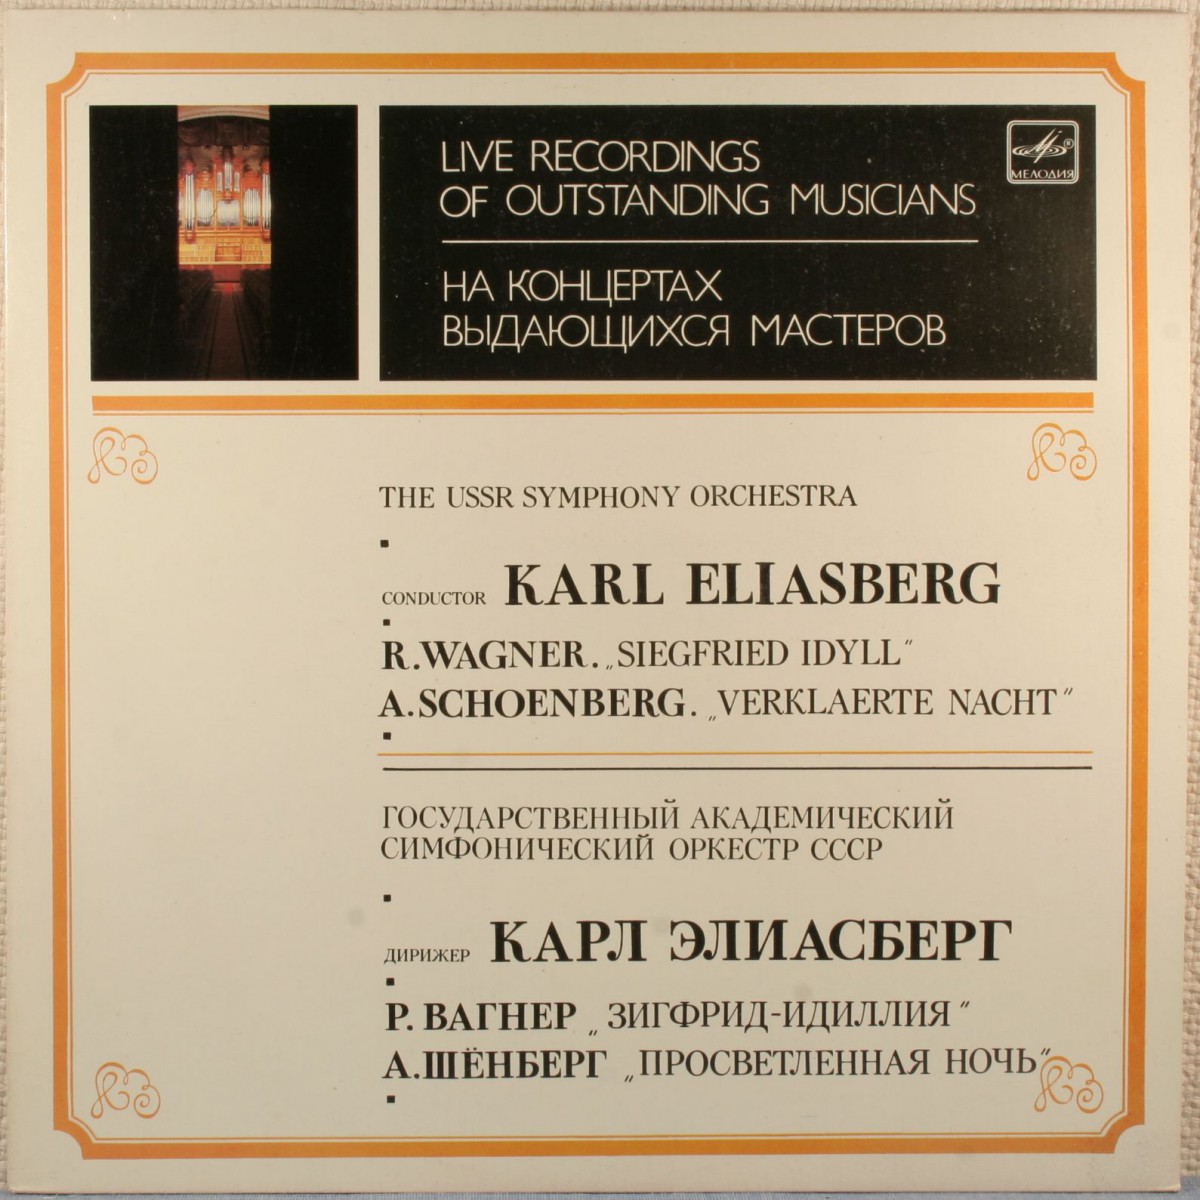 LIVE RECORDINGS
OF OUTSTANDING MUSICIANS
МЕЛОДИЯ
®
НА КОНЦЕРТАХ
ВЫДАЮЩИХСЯ МАСТЕРОВ
THE USSR SYMPHONY ORCHESTRA
CONDUCTOR KARL ELIASBERG
R.WAGNER. „SIEGFRIED IDYLL“
A.SCHOENBERG. „VERKLAERTE NACHT“
ГОСУДАРСТВЕННЫЙ АКАДЕМИЧЕСКИЙ
СИМФОНИЧЕСКИЙ ОРКЕСТР СССР
ДИРИЖЕР КАРЛ ЭЛИАСБЕРГ
Р. ВАГНЕР „ЗИГФРИД-ИДИЛЛИЯ“
А.ШЁНБЕРГ „ПРОСВЕТЛЕННАЯ НОЧЬ“